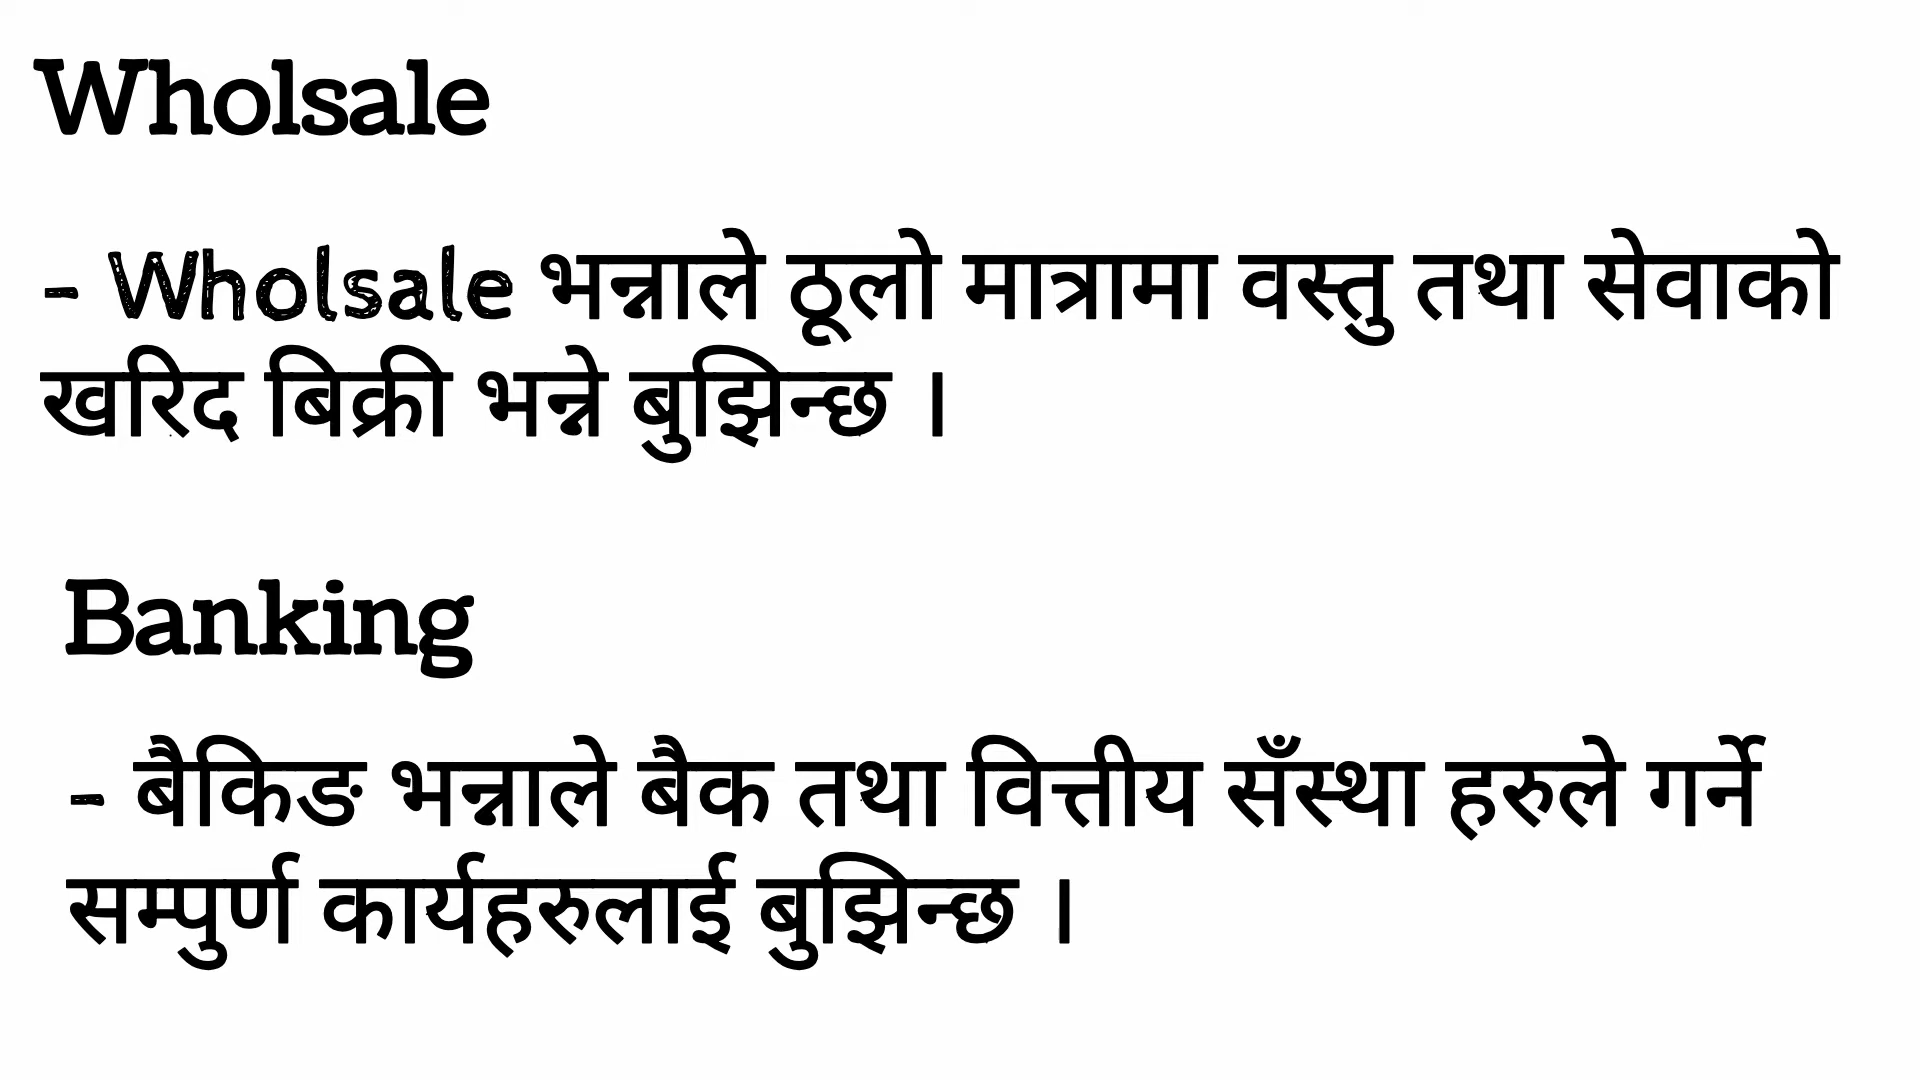 Wholsale
- Wholsale भन्नाले ठूलो मात्रामा वस्तु तथा सेवाको
खरिद बिक्री भन्ने बुझिन्छ ।
Banking
- बैकिङ भन्नाले बैक तथा वित्तीय सँस्था हरुले गर्ने
सम्पुर्ण कार्यहरुलाई बुझिन्छ ।